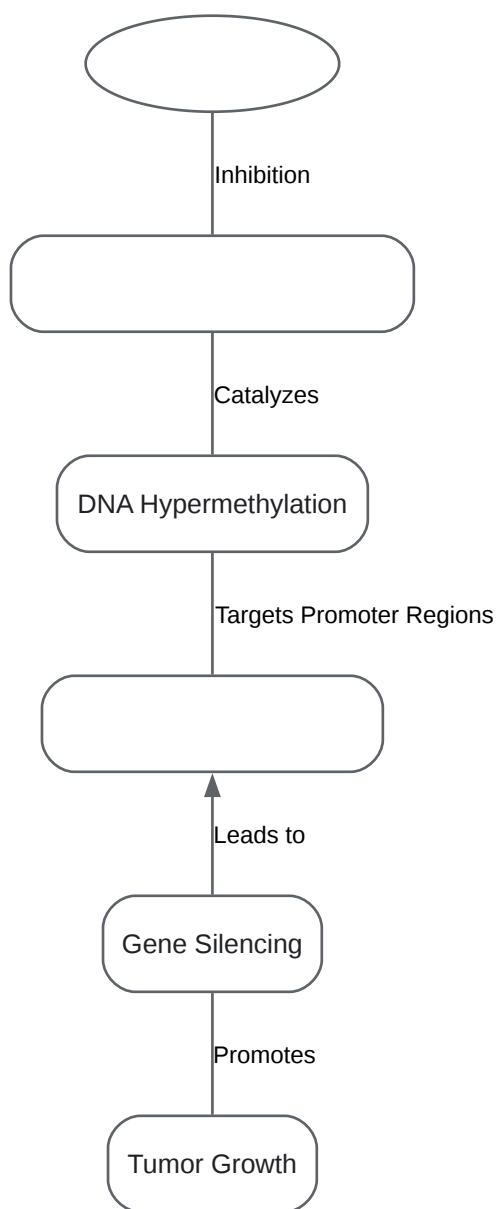 Inhibition
Catalyzes
DNA Hypermethylation
Targets Promoter Regions
Leads to
Gene Silencing
Promotes
Tumor Growth